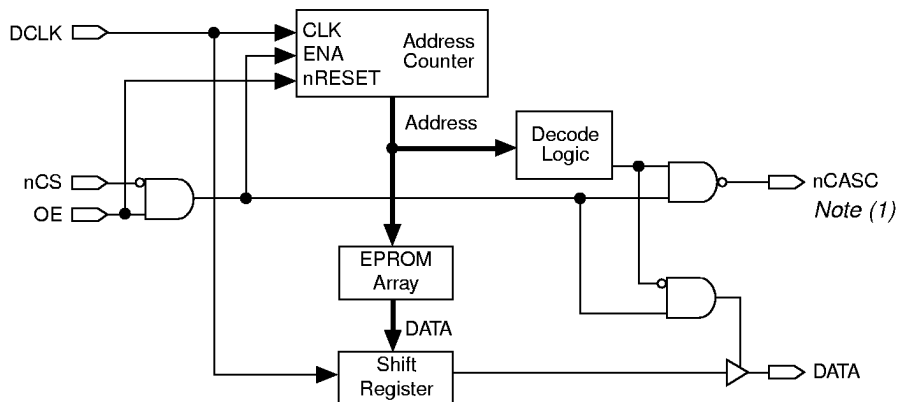 DCLK
CLK
ENA
nRESET
Address
Counter
Address
Decode
Logic
nCS
OE
nCASC
Note (1)
EPROM
Array
DATA
Shift
Register
DATA